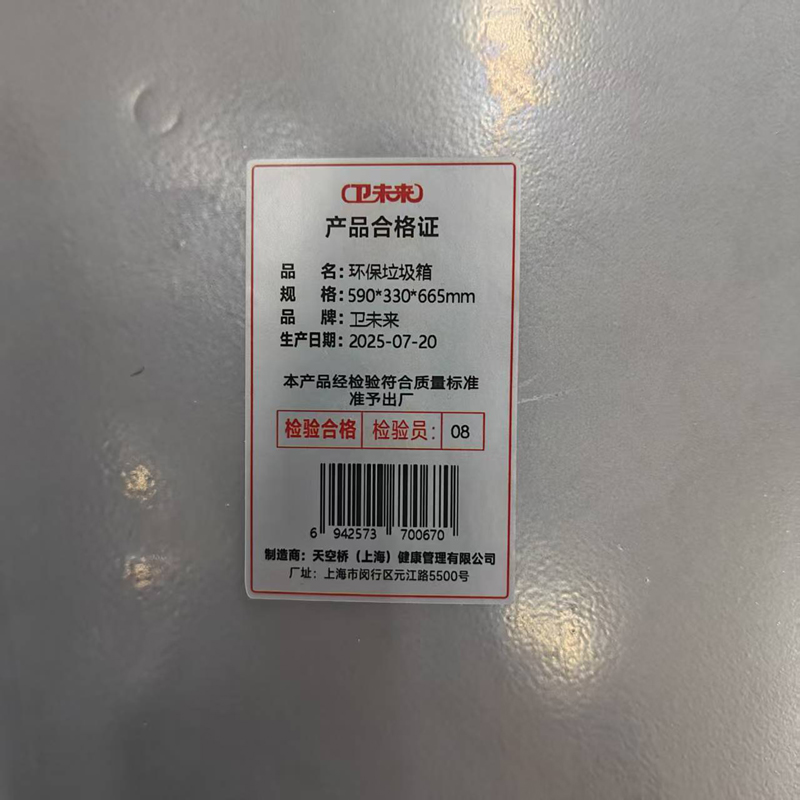 卫未来
产品合格证
品 名：环保垃圾箱
规 格：590*330*665mm
品 牌：卫未来
生产日期：2025-07-20
本产品经检验符合质量标准
准予出厂
检验合格 检验员： 08
6 942573 700670
制造商：天空桥（上海）健康管理有限公司
厂址：上海市闵行区元江路5500号